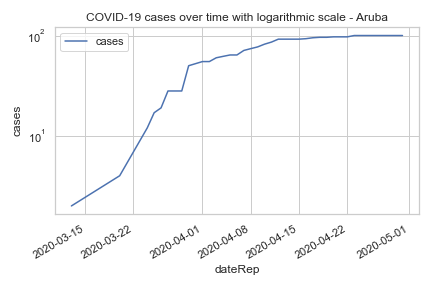 COVID-19 cases over time with logarithmic scale - Aruba
10²
cases
cases
10¹
2020-03-15
2020-03-22
2020-04-01
2020-04-08
2020-04-15
2020-04-22
2020-05-01
dateRep